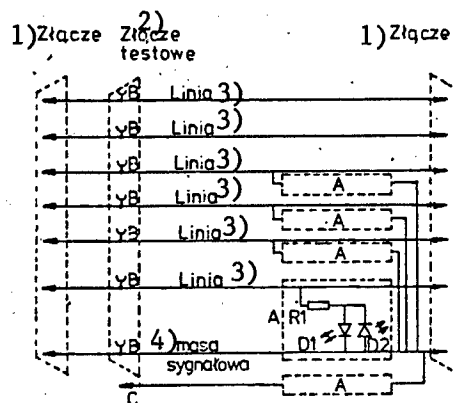 1) Złącze 2) Złącze testowe 1) Złącze
YB Linia 3)
YB Linia 3)
YB Linia 3)
A
YB Linia 3)
A
YB Linia 3)
A
YB Linia 3)
A R1
D1 D2
YB 4) masa sygnałowa
A
C